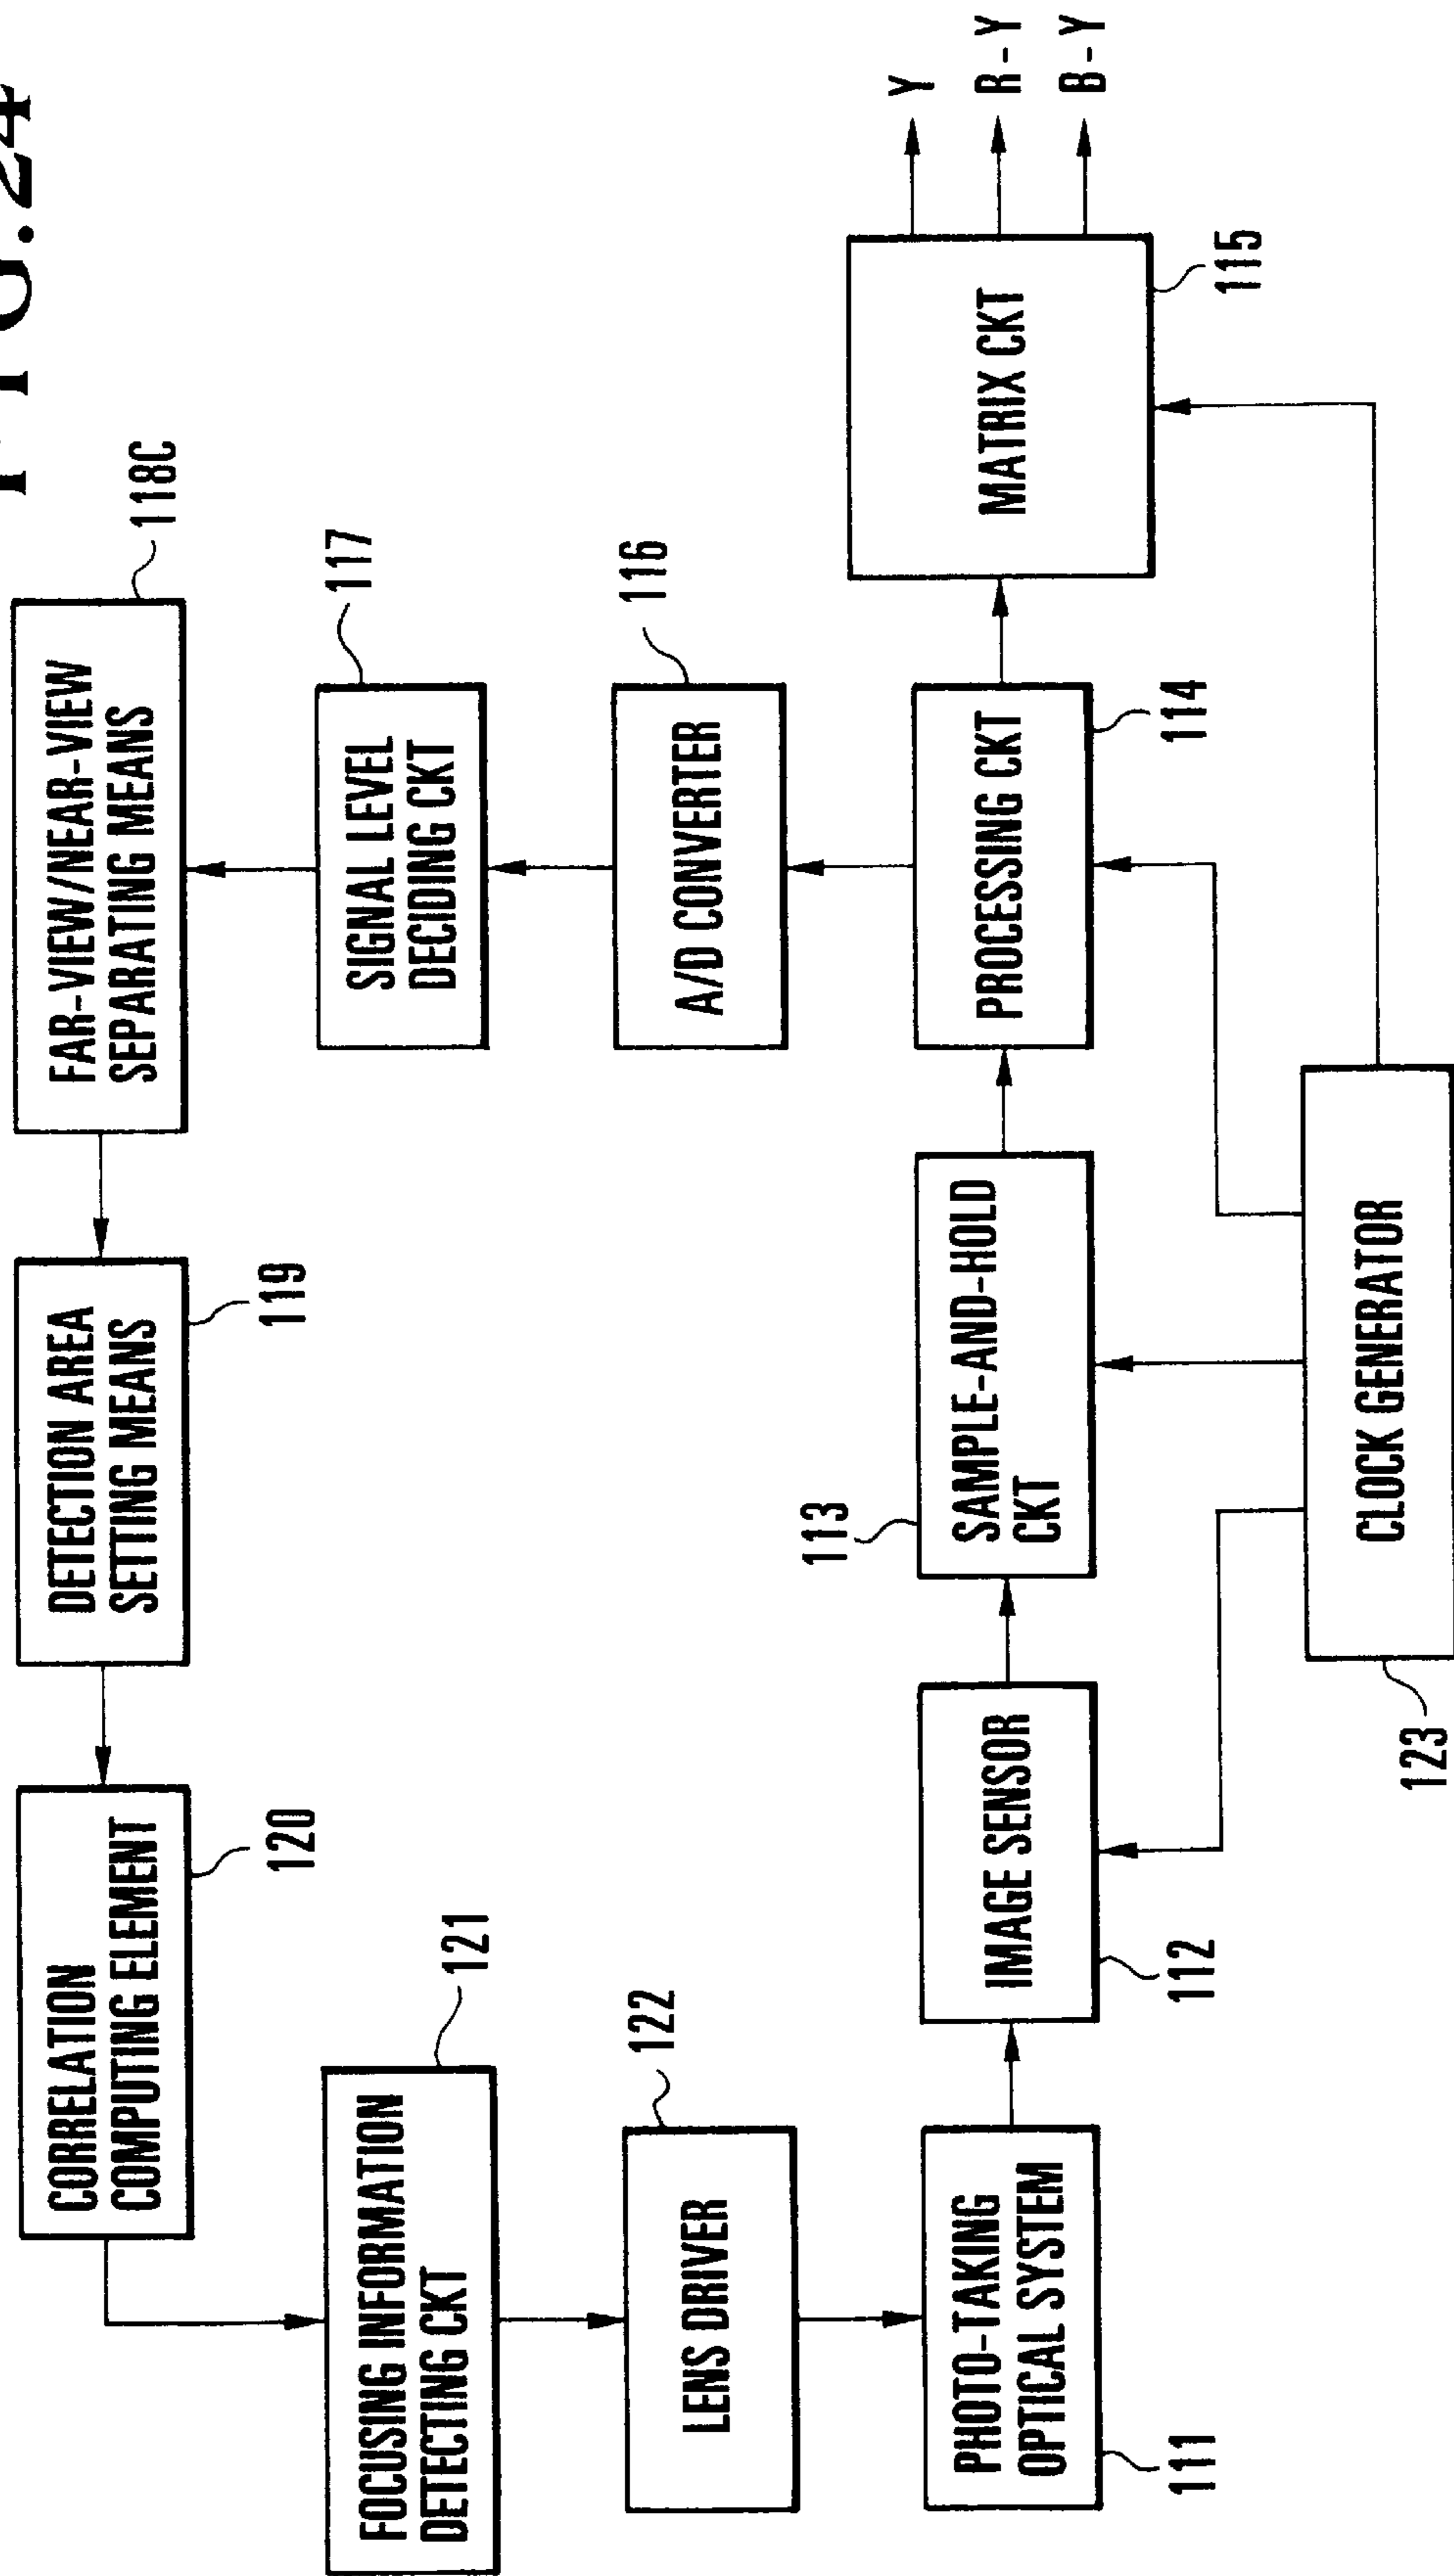 FIG.24
CORRELATION
COMPUTING ELEMENT
120
DETECTION AREA
SETTING MEANS
119
FAR-VIEW/NEAR-VIEW
SEPARATING MEANS
118C
FOCUSING INFORMATION
DETECTING CKT
121
SIGNAL LEVEL
DECIDING CKT
117
LENS DRIVER
122
A/D CONVERTER
116
PHOTO-TAKING
OPTICAL SYSTEM
111
IMAGE SENSOR
112
SAMPLE-AND-HOLD
CKT
113
PROCESSING CKT
114
MATRIX CKT
115
Y
R-Y
B-Y
CLOCK GENERATOR
123